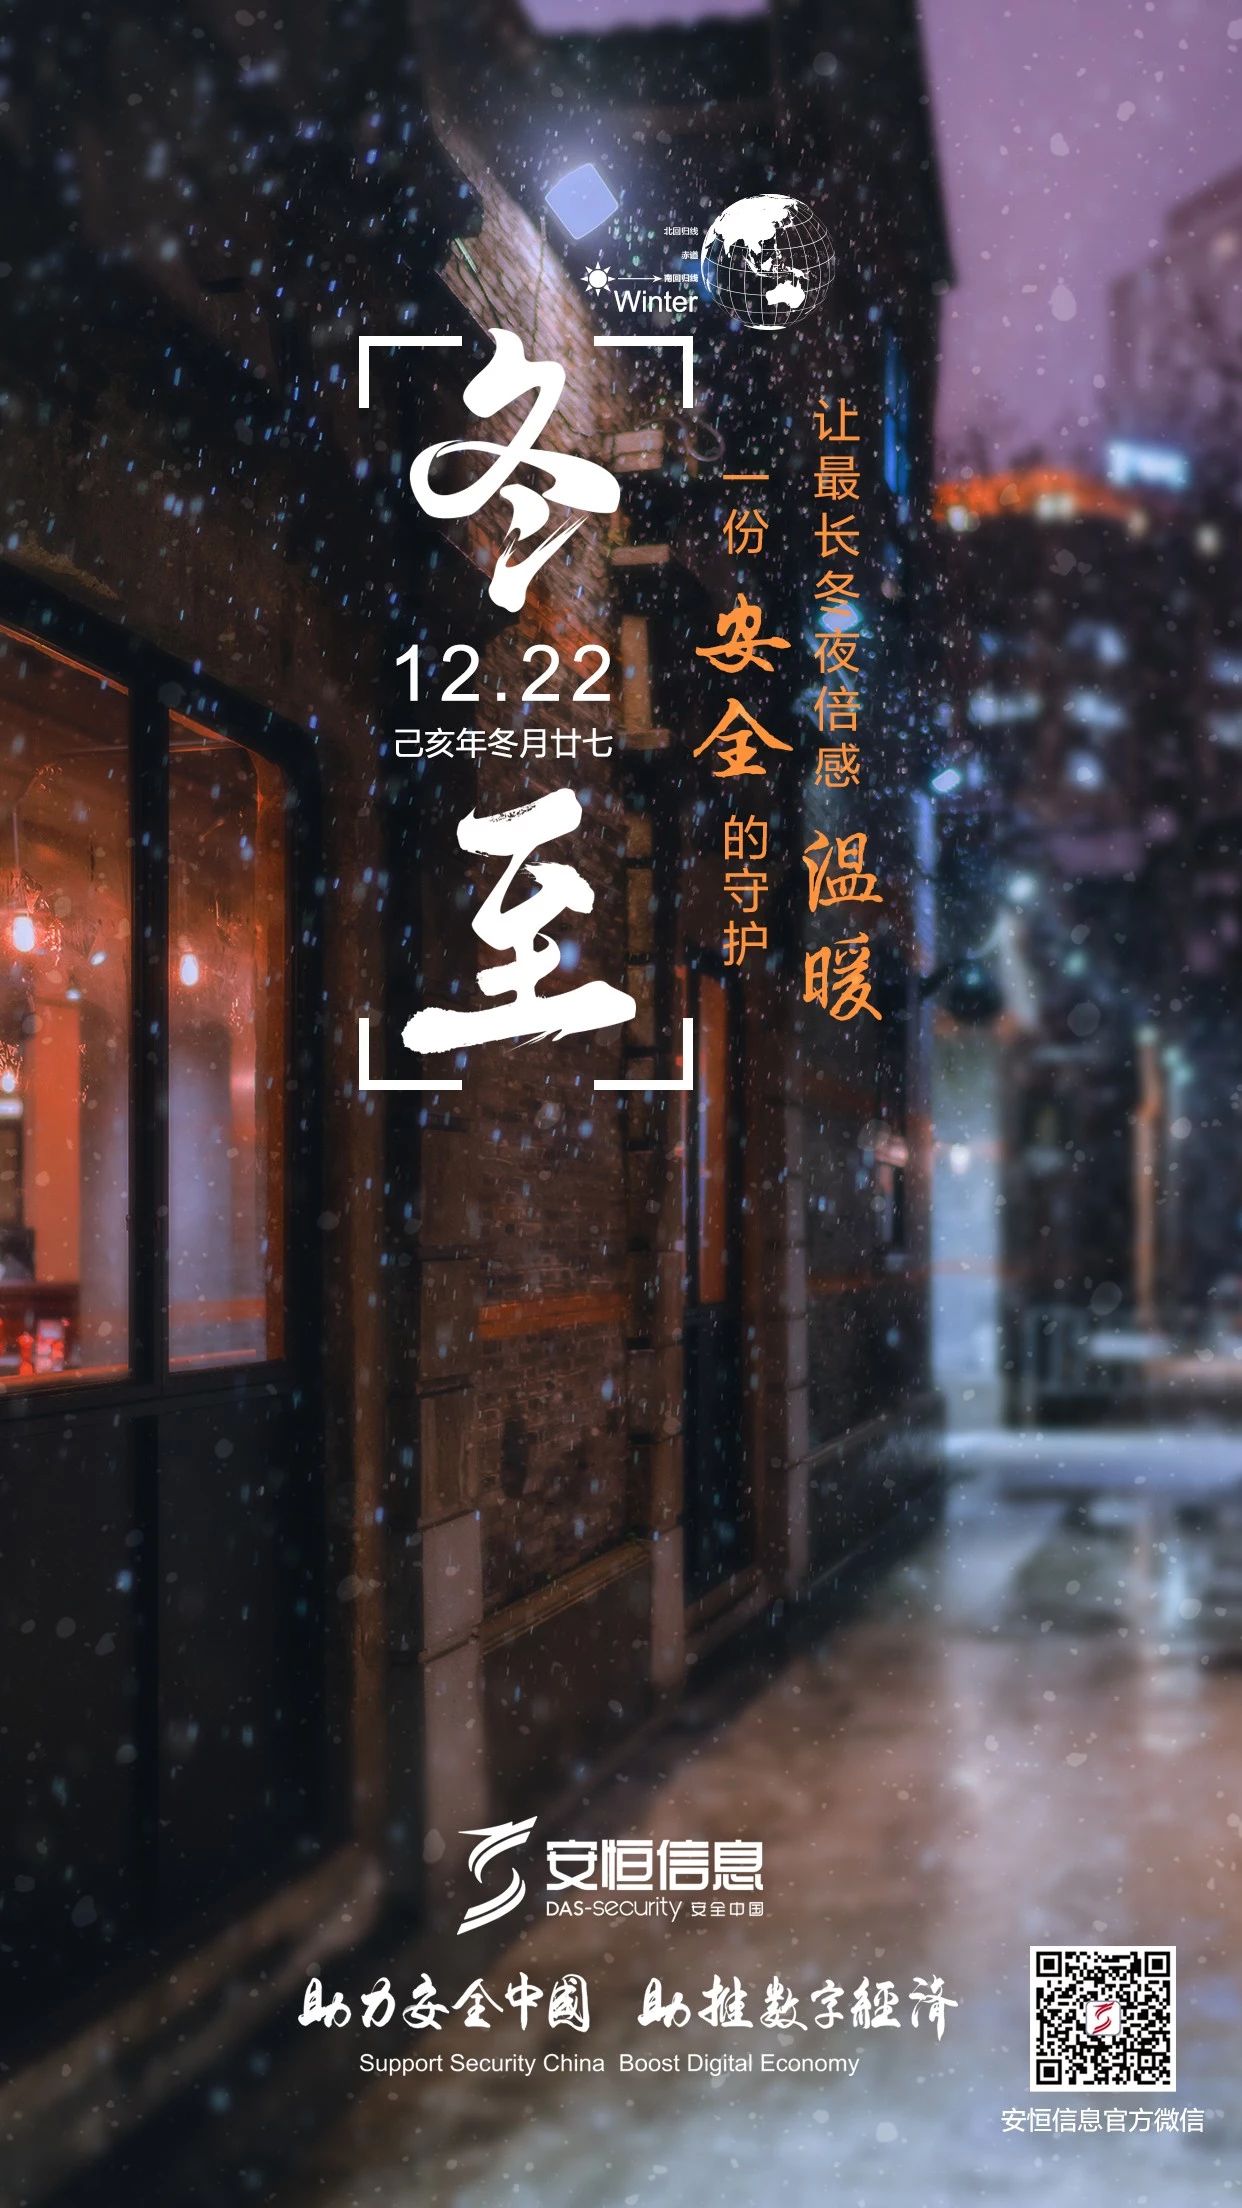 北回归线
赤道
南回归线
Winter
冬至
12.22
己亥年冬月廿七
让最长冬夜倍感温暖
一份安全的守护
安恒信息
DAS-security 安全中国
助力安全中國 助推数字經济
Support Security China Boost Digital Economy
安恒信息官方微信